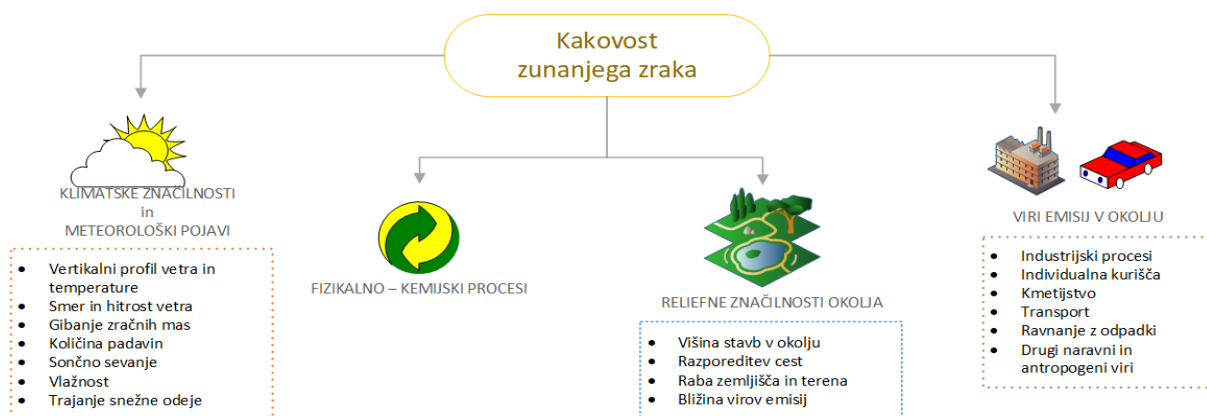 Kakovost
zunanjega zraka
KLIMATSKE ZNAČILNOSTI
in
METEOROLOŠKI POJAVI
• Vertikalni profil vetra in
temperature
• Smer in hitrost vetra
• Gibanje zračnih mas
• Količina padavin
• Sončno sevanje
• Vlažnost
• Trajanje snežne odeje
FIZIKALNO – KEMIJSKI PROCESI
RELIEFNE ZNAČILNOSTI OKOLJA
• Višina stavb v okolju
• Razporeditev cest
• Raba zemljišča in terena
• Bližina virov emisij
VIRI EMISIJ V OKOLJU
• Industrijski procesi
• Individualna kurišča
• Kmetijstvo
• Transport
• Ravnanje z odpadki
• Drugi naravni in
antropogeni viri